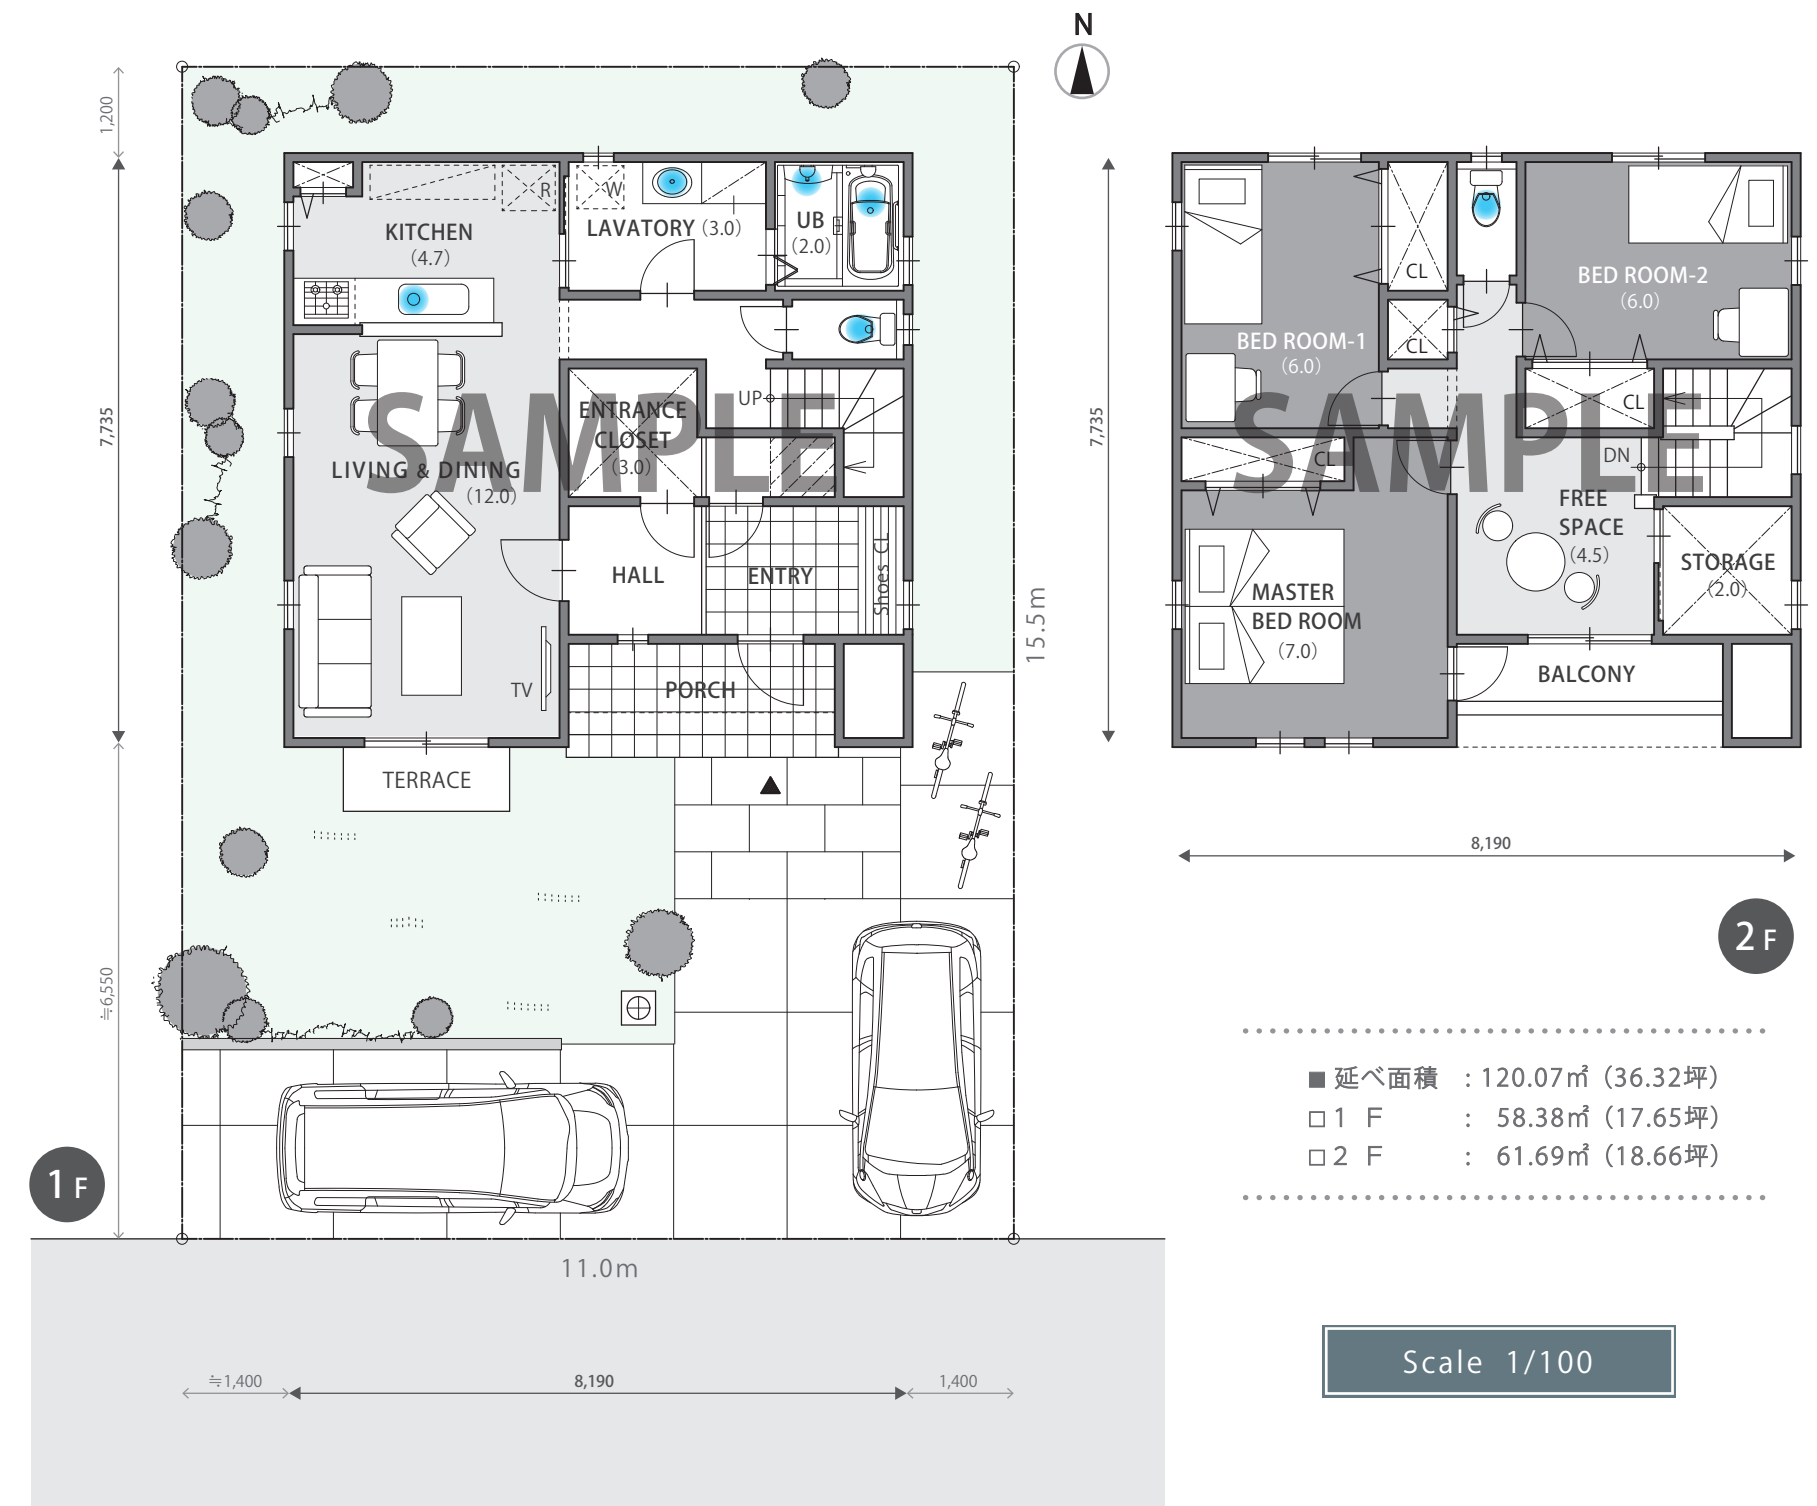 N
1,200
7,735
≒6,550
KITCHEN
(4.7)
R
W
LAVATORY (3.0)
UB
(2.0)
UP
ENTRANCE
CLOSET
(3.0)
LIVING & DINING
(12.0)
SAMPLE
HALL
ENTRY
Shoes CL
TV
PORCH
TERRACE
15.5m
11.0m
≒1,400
8,190
1,400
1 F
7,735
CL
BED ROOM-2
(6.0)
BED ROOM-1
(6.0)
CL
CL
CL
SAMPLE
DN
FREE
SPACE
(4.5)
STORAGE
(2.0)
MASTER
BED ROOM
(7.0)
BALCONY
8,190
2 F
■ 延べ面積 : 120.07㎡ (36.32坪)
□ 1 F : 58.38㎡ (17.65坪)
□ 2 F : 61.69㎡ (18.66坪)
Scale 1/100